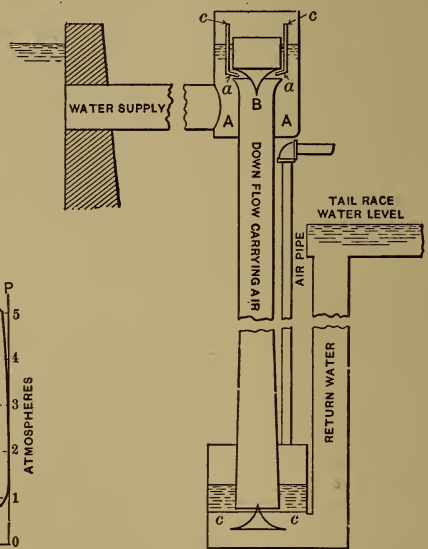 c c
a a
B
WATER SUPPLY
A A
DOWN FLOW CARRYING AIR
AIR PIPE
TAIL RACE
WATER LEVEL
RETURN WATER
P
5
4
3
2
1
0
ATMOSPHERES
c c